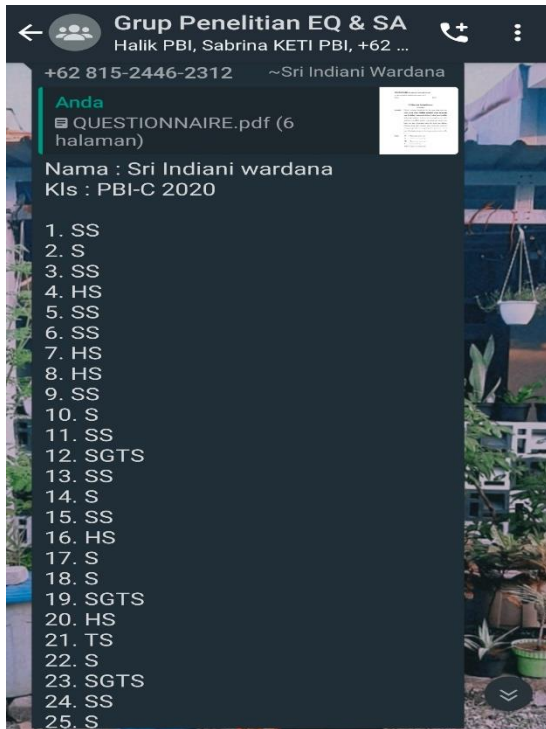 Grup Penelitian EQ & SA
Halik PBI, Sabrina KETI PBI, +62 ...
+62 815-2446-2312 ~Sri Indiani Wardana
Anda
QUESTIONNAIRE.pdf (6
halaman)
Nama : Sri Indiani wardana
Kls : PBI-C 2020
1. SS
2. S
3. SS
4. HS
5. SS
6. SS
7. HS
8. HS
9. SS
10. S
11. SS
12. SGTS
13. SS
14. S
15. SS
16. HS
17. S
18. S
19. SGTS
20. HS
21. TS
22. S
23. SGTS
24. SS
25. S